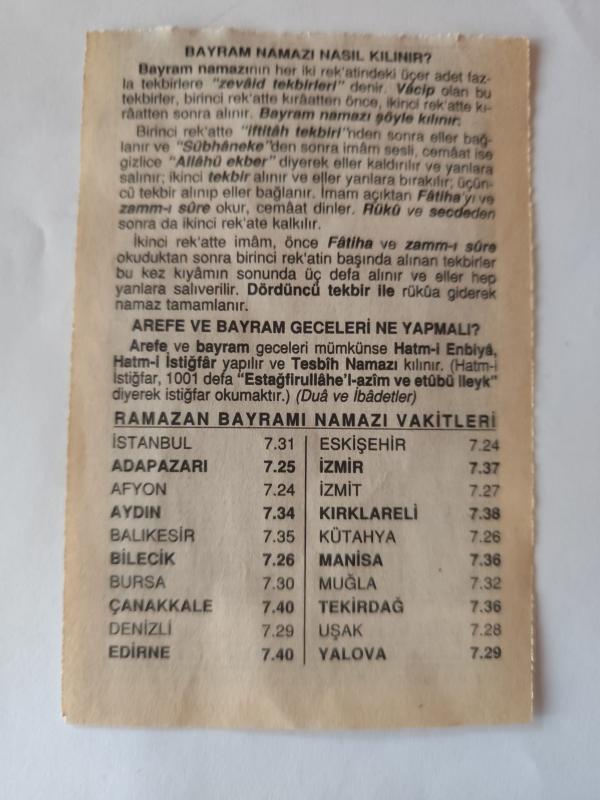 BAYRAM NAMAZI NASIL KILINIR?
Bayram namazının her iki rek'atindeki üçer adet faz-
la tekbirlere "zevâid tekbirleri" denir. Vâcip olan bu
tekbirler, birinci rek'atte kırâatten önce, ikinci rek'atte kı-
râatten sonra alınır. Bayram namazı şöyle kılınır:
Birinci rek'atte "iftitâh tekbiri"nden sonra eller bağ-
lanır ve "Sübhâneke"den sonra imâm sesli, cemâat ise
gizlice "Allâhü ekber" diyerek eller kaldırılır ve yanlara
salınır; ikinci tekbir alınır ve eller yanlara bırakılır; üçün-
cü tekbir alınıp eller bağlanır. İmam açıktan Fâtiha'yı ve
zamm-ı sûre okur, cemâat dinler. Rükû ve secdeden
sonra da ikinci rek'ate kalkılır.
İkinci rek'atte imâm, önce Fâtiha ve zamm-ı sûre
okuduktan sonra birinci rek'atin başında alınan tekbirler
bu kez kıyâmın sonunda üç defa alınır ve eller hep
yanlara salıverilir. Dördüncü tekbir ile rükûa giderek
namaz tamamlanır.
AREFE VE BAYRAM GECELERİ NE YAPMALI?
Arefe ve bayram geceleri mümkünse Hatm-i Enbiyâ,
Hatm-i İstiğfâr yapılır ve Tesbîh Namazı kılınır. (Hatm-i
İstiğfar, 1001 defa "Estağfirullâhe'l-azîm ve etûbü ileyk"
diyerek istiğfar okumaktır.) (Duâ ve İbâdetler)
RAMAZAN BAYRAMI NAMAZI VAKİTLERİ
İSTANBUL 7.31 ESKİŞEHİR 7.24
ADAPAZARI 7.25 İZMİR 7.37
AFYON 7.24 İZMİT 7.27
AYDIN 7.34 KIRKLARELİ 7.38
BALIKESİR 7.35 KÜTAHYA 7.26
BİLECİK 7.26 MANİSA 7.36
BURSA 7.30 MUĞLA 7.32
ÇANAKKALE 7.40 TEKİRDAĞ 7.36
DENİZLİ 7.29 UŞAK 7.28
EDİRNE 7.40 YALOVA 7.29